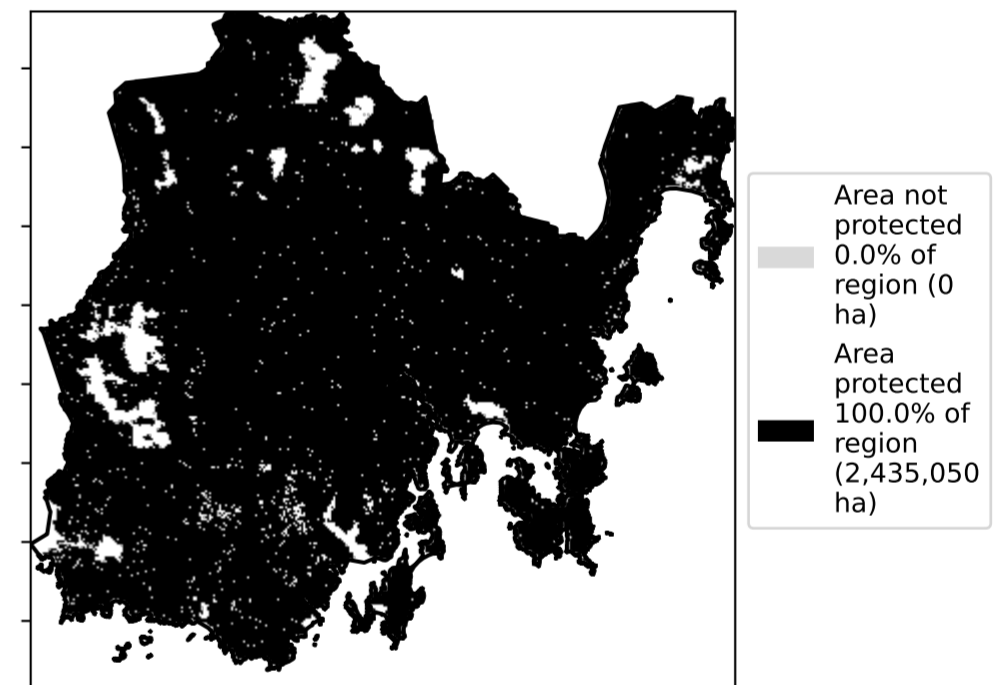 Area not
protected
0.0% of
region (0
ha)
Area
protected
100.0% of
region
(2,435,050
ha)